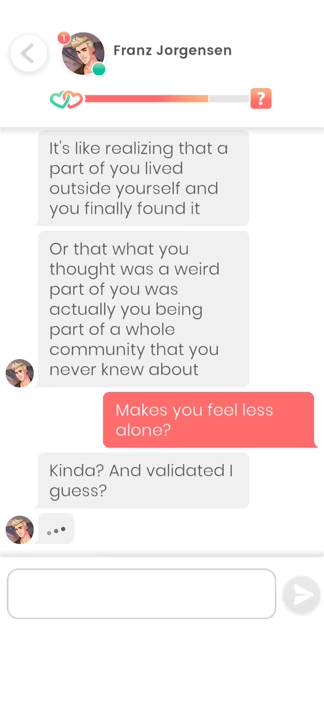 1
Franz Jorgensen
?
It's like realizing that a
part of you lived
outside yourself and
you finally found it
Or that what you
thought was a weird
part of you was
actually you being
part of a whole
community that you
never knew about
Makes you feel less
alone?
Kinda? And validated I
guess?